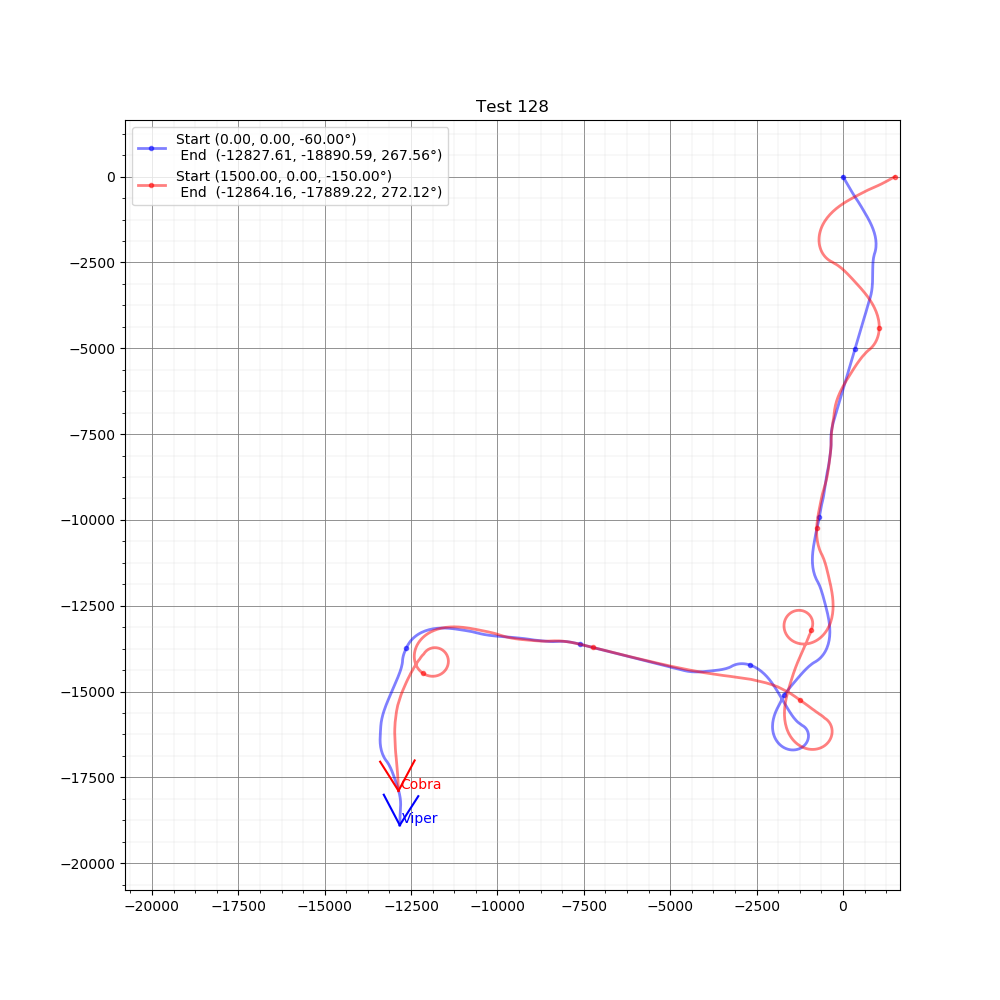 Test 128
Start (0.00, 0.00, -60.00°)
End (-12827.61, -18890.59, 267.56°)
Start (1500.00, 0.00, -150.00°)
End (-12864.16, -17889.22, 272.12°)
0
−2500
−5000
−7500
−10000
−12500
−15000
−17500
−20000
Cobra
Viper
−20000 −17500 −15000 −12500 −10000 −7500 −5000 −2500 0